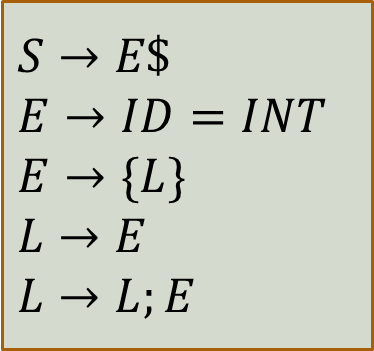 S → E$
E → ID = INT
E → {L}
L → E
L → L; E